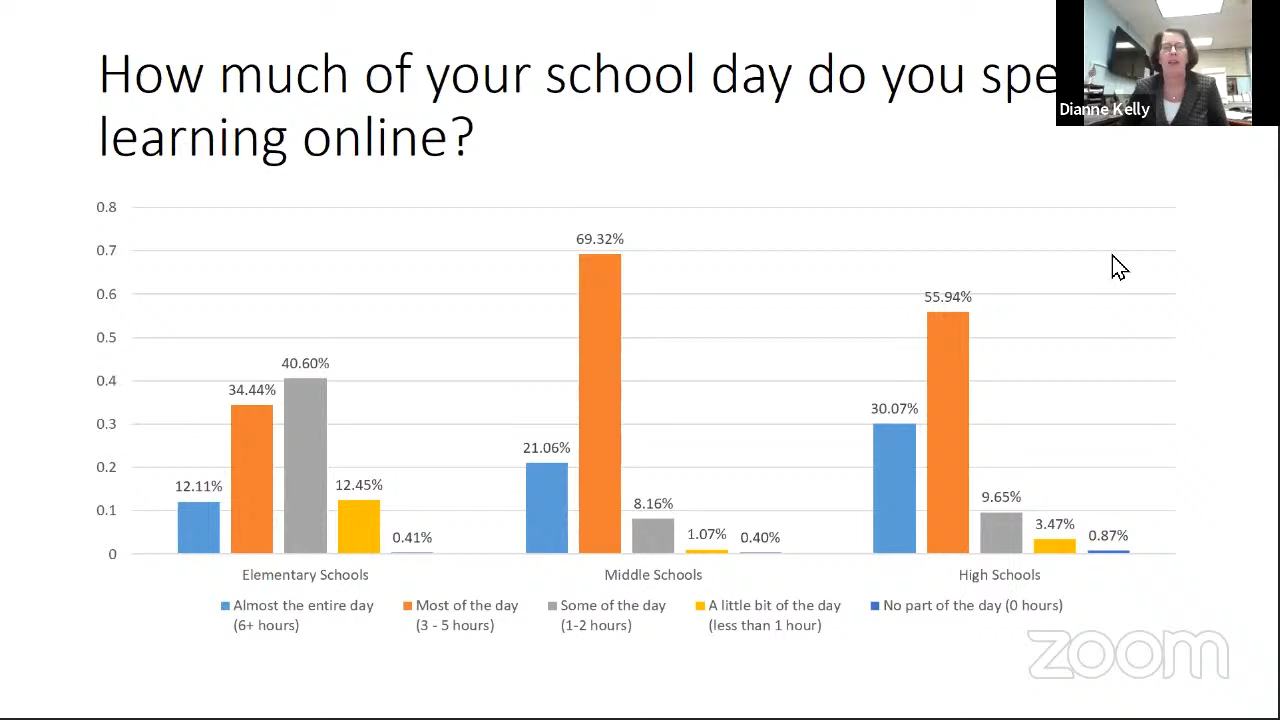 How much of your school day do you spe
learning online?
Dianne Kelly
0.8
0.7
0.6
0.5
0.4
0.3
0.2
0.1
0
12.11%
34.44%
40.60%
12.45%
0.41%
21.06%
69.32%
8.16%
1.07%
0.40%
30.07%
55.94%
9.65%
3.47%
0.87%
Elementary Schools
Middle Schools
High Schools
Almost the entire day
(6+ hours)
Most of the day
(3 - 5 hours)
Some of the day
(1-2 hours)
A little bit of the day
(less than 1 hour)
No part of the day (0 hours)
zoom